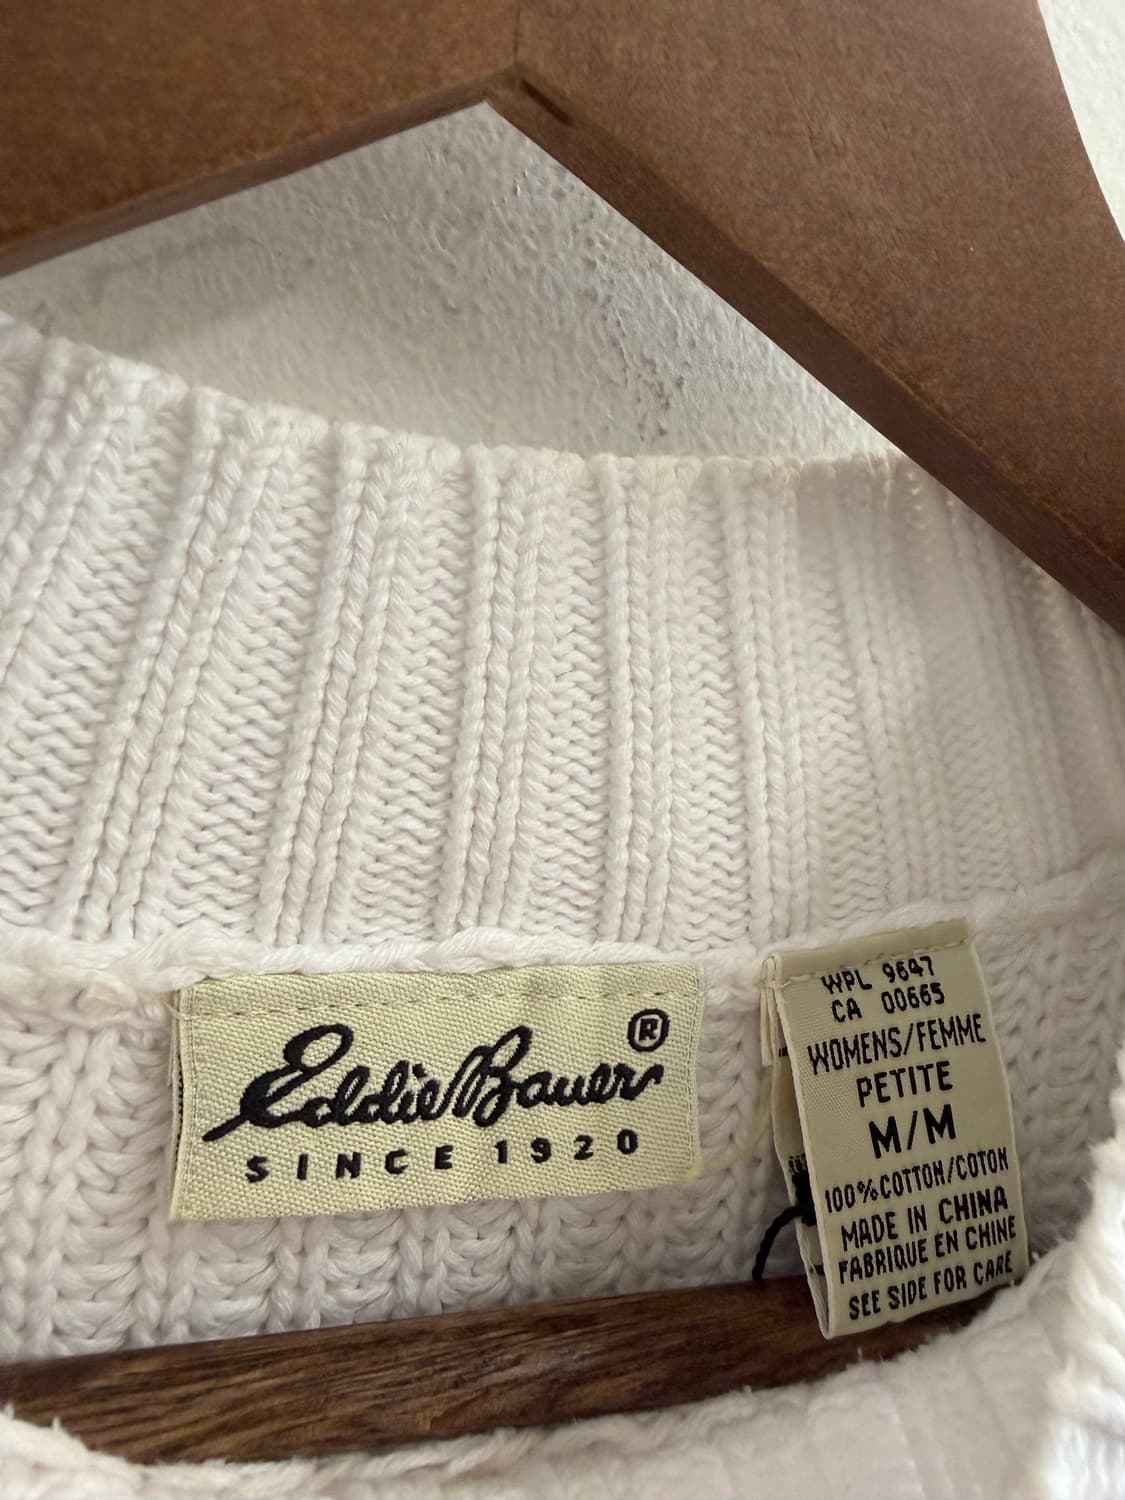 Eddie Bauer ®
SINCE 1920
WPL 9647
CA 00665
WOMENS/FEMME
PETITE
M/M
100%COTTON/COTON
MADE IN CHINA
FABRIQUE EN CHINE
SEE SIDE FOR CARE